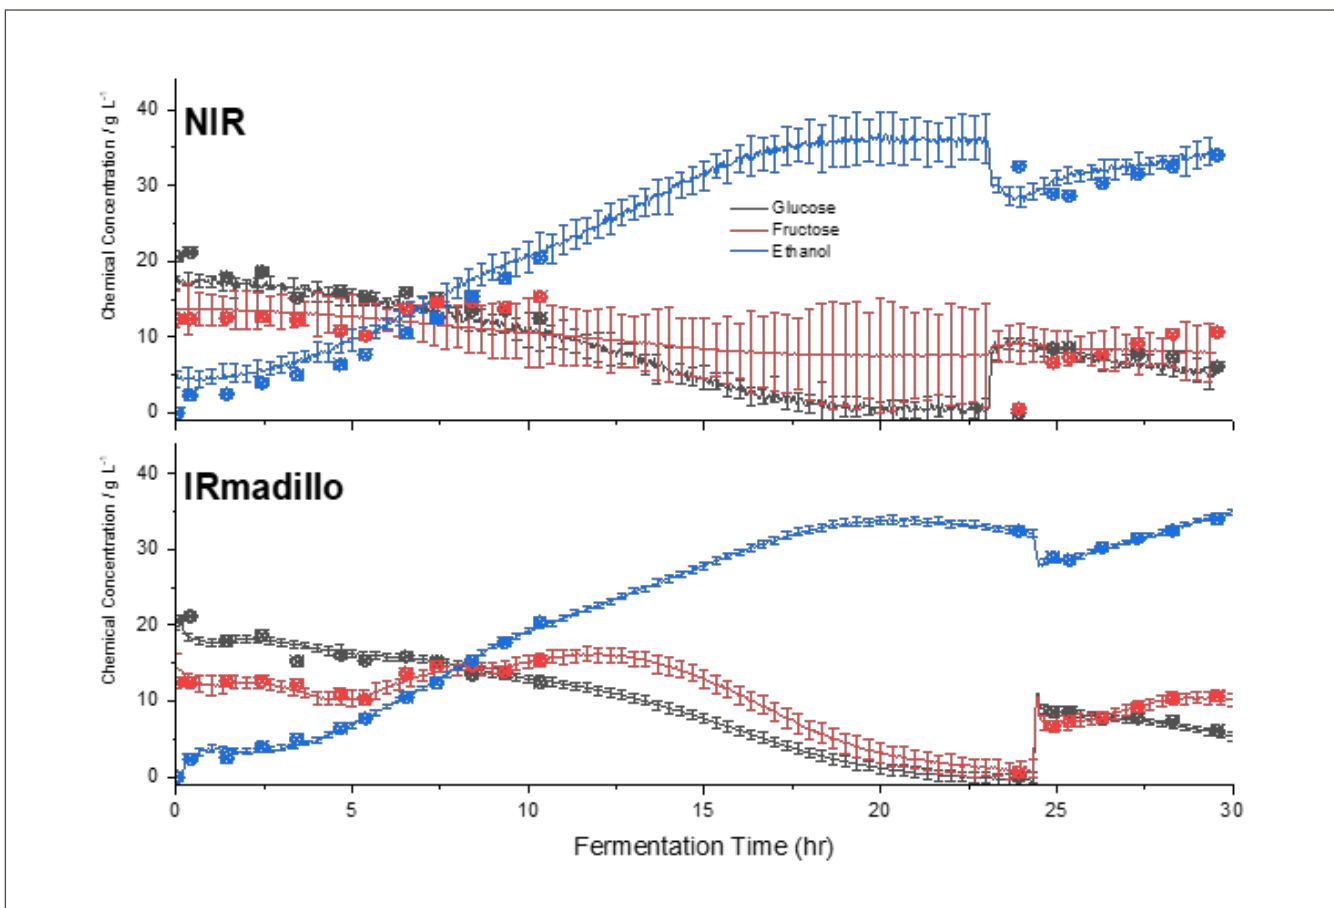 NIR
Chemical Concentration / g L⁻¹
40
30
20
10
0
Glucose
Fructose
Ethanol
IRmadillo
Chemical Concentration / g L⁻¹
40
30
20
10
0
0 5 10 15 20 25 30
Fermentation Time (hr)